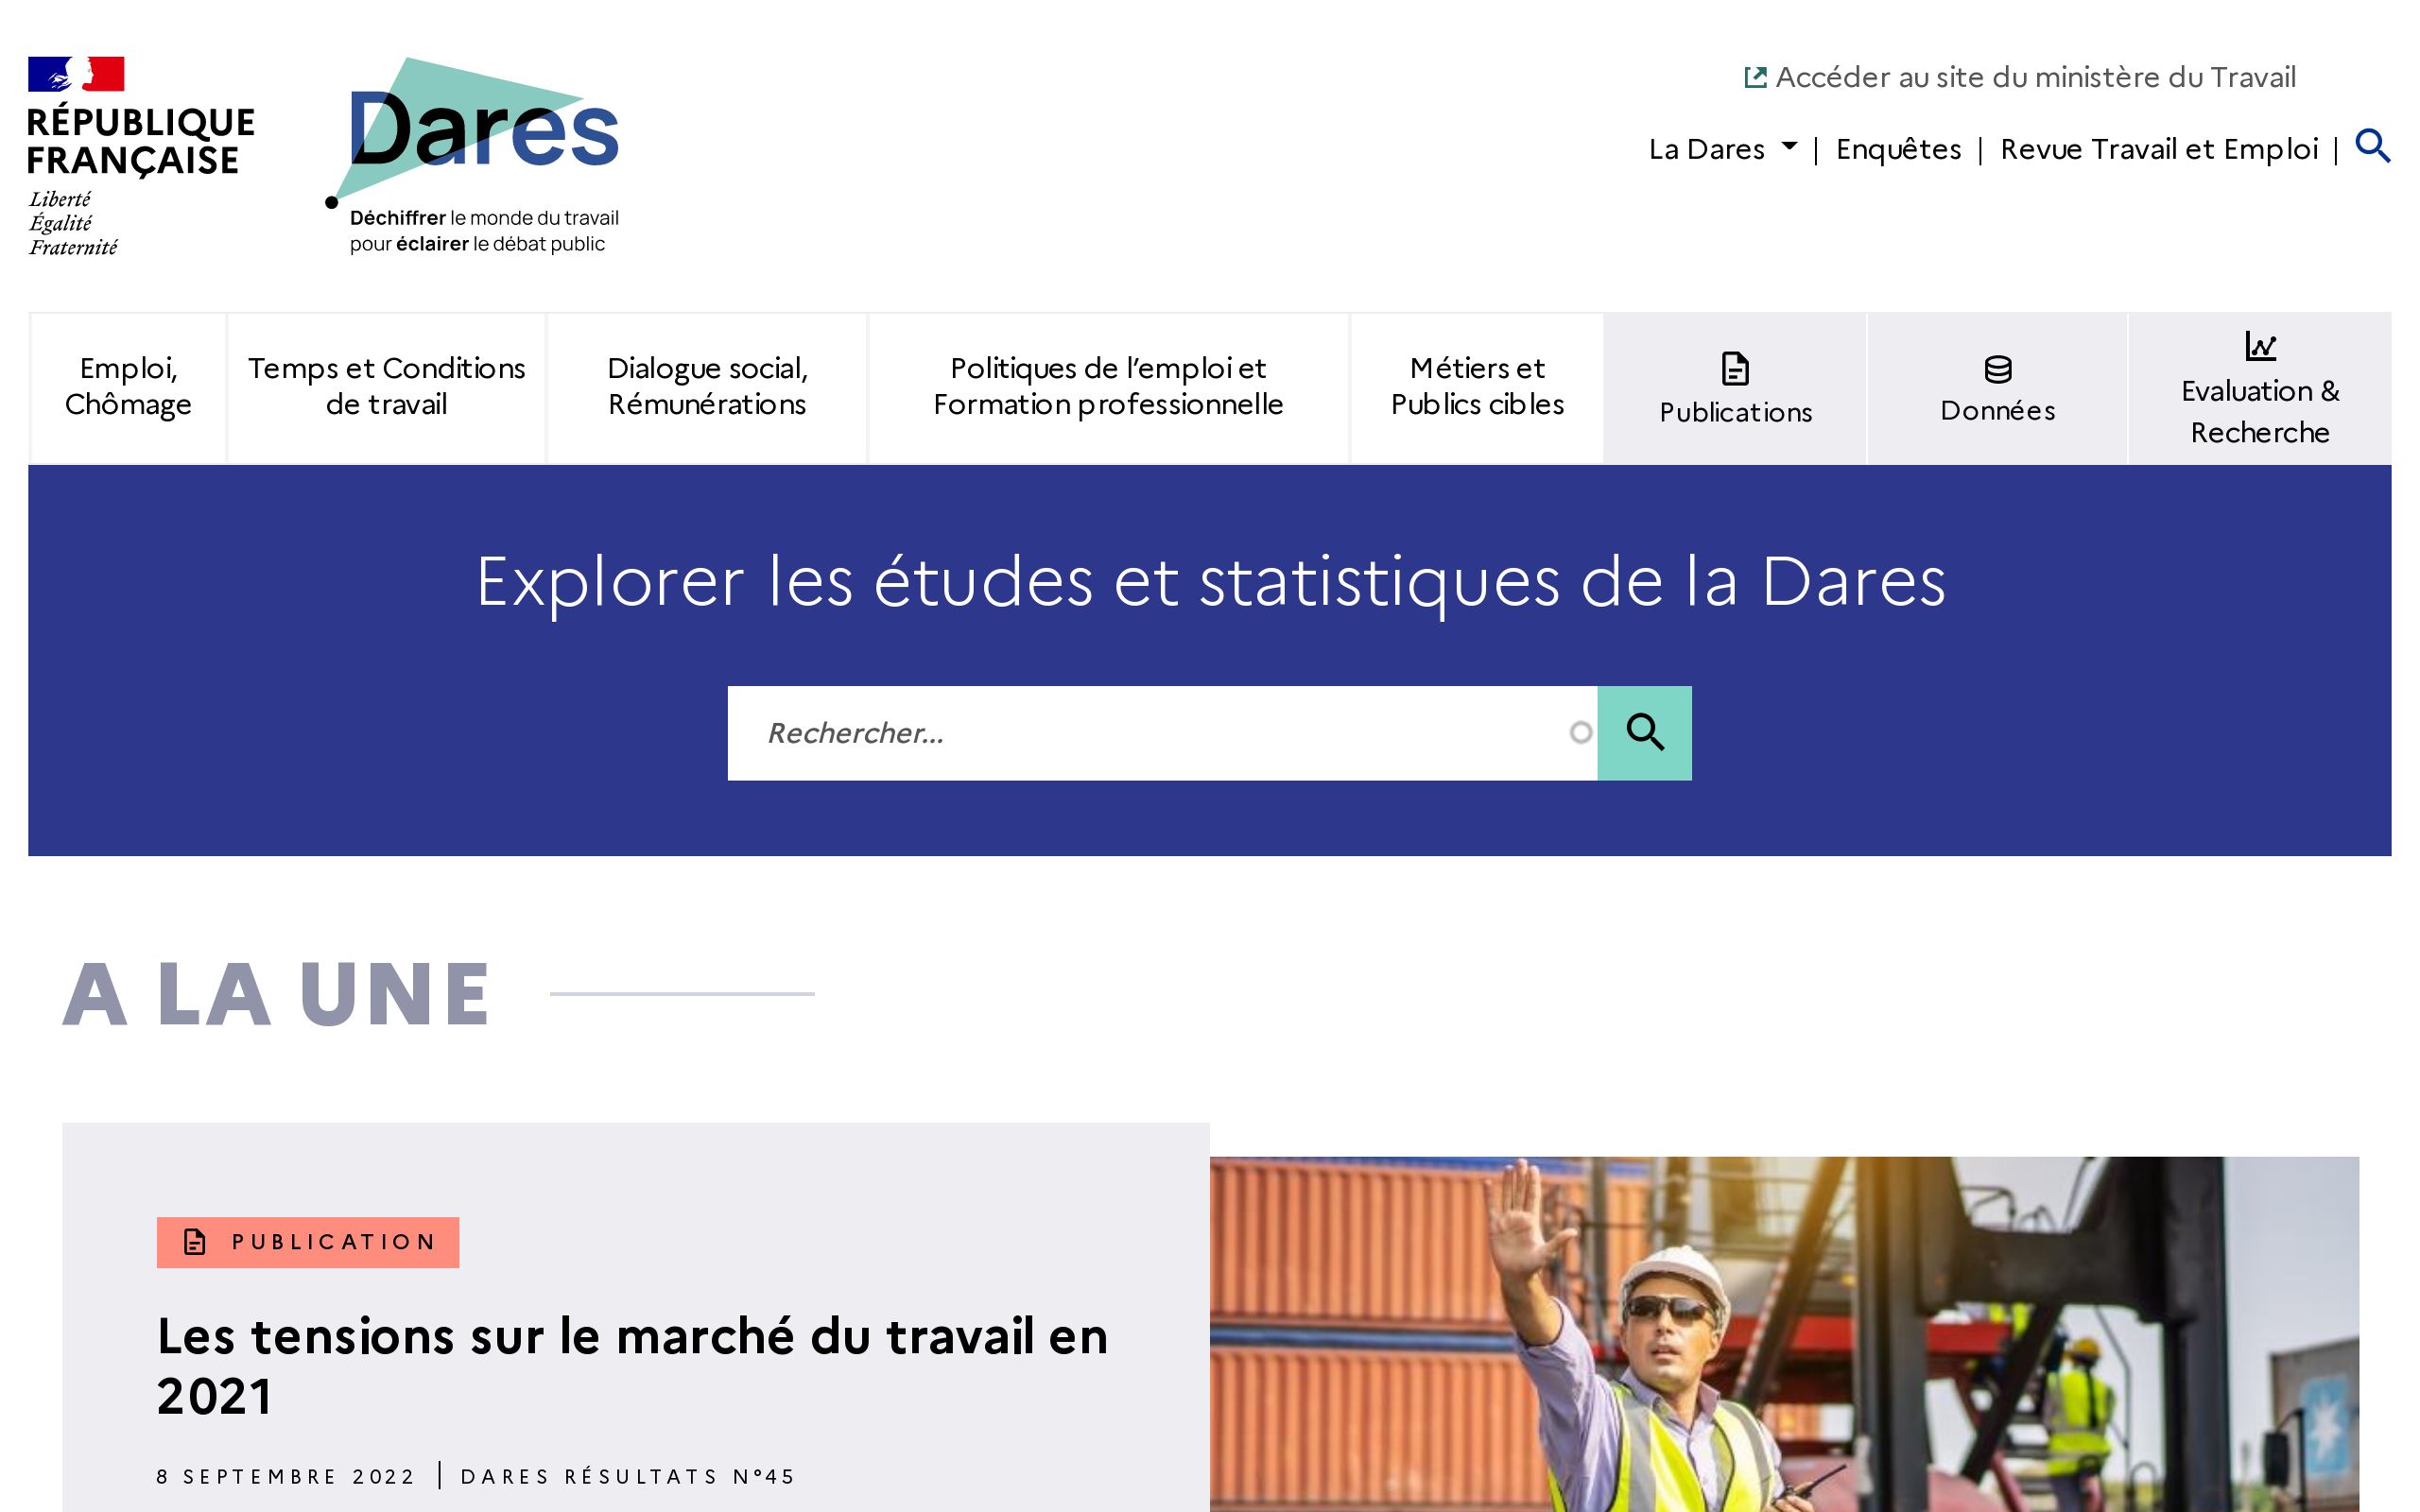 RÉPUBLIQUE
FRANÇAISE
Liberté
Égalité
Fraternité
Dares
Déchiffrer le monde du travail
pour éclairer le débat public
Accéder au site du ministère du Travail
La Dares | Enquêtes | Revue Travail et Emploi |
Emploi,
Chômage
Temps et Conditions
de travail
Dialogue social,
Rémunérations
Politiques de l’emploi et
Formation professionnelle
Métiers et
Publics cibles
Publications
Données
Evaluation &
Recherche
Explorer les études et statistiques de la Dares
Rechercher...
A LA UNE
PUBLICATION
Les tensions sur le marché du travail en
2021
8 SEPTEMBRE 2022 | DARES RÉSULTATS N°45